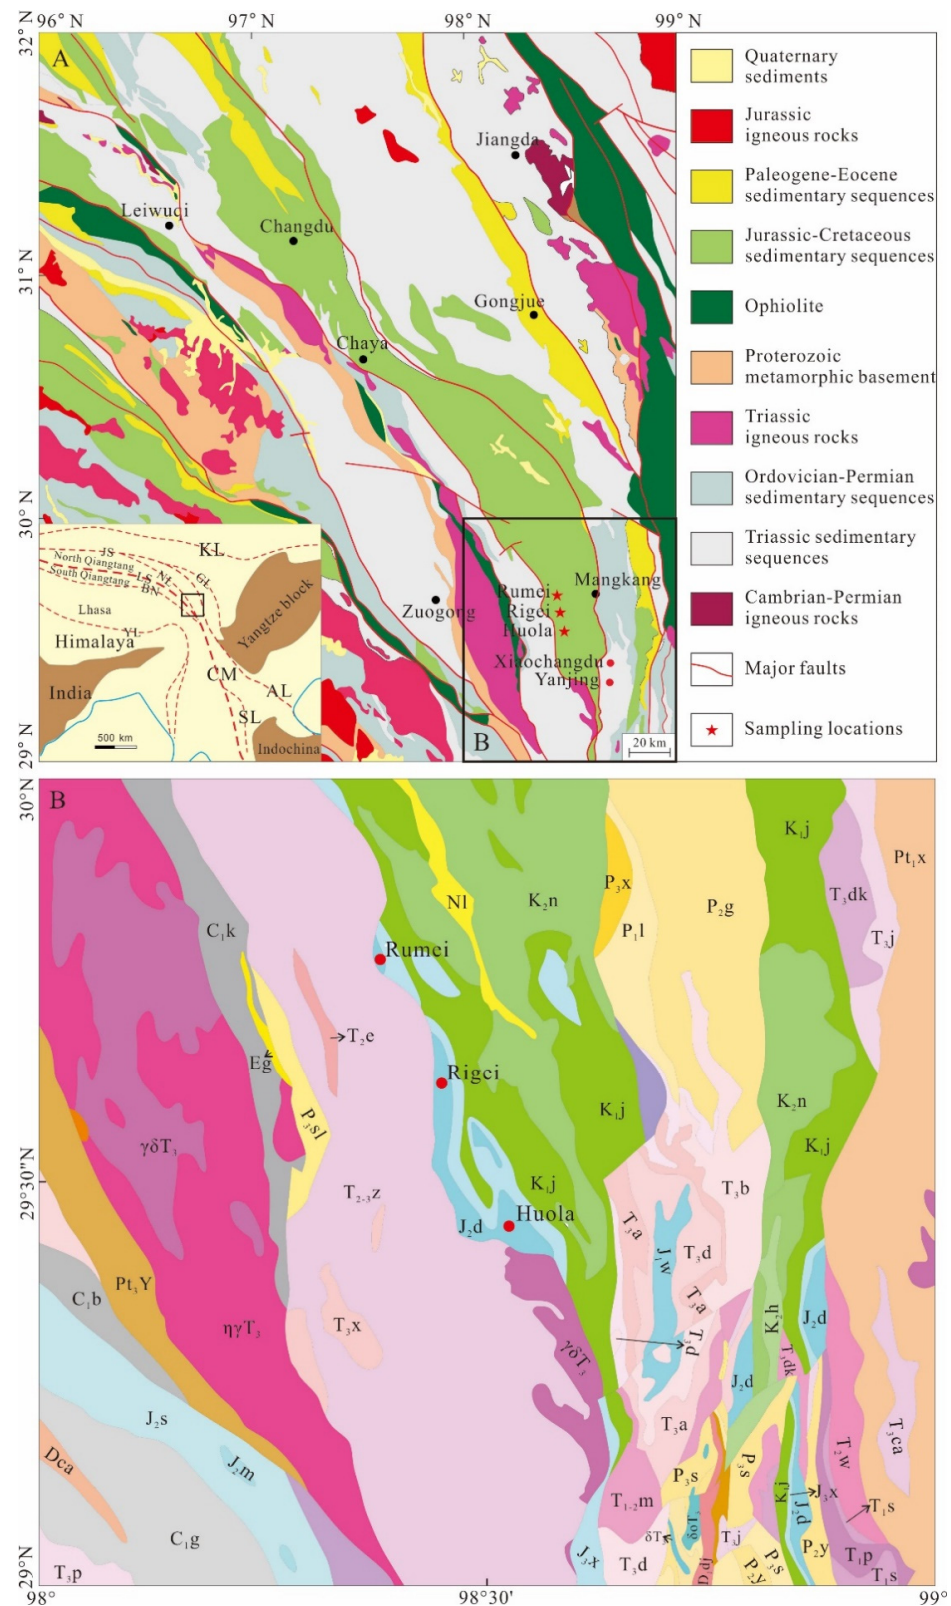 96° N
97° N
98° N
99° N
32° N
31° N
30° N
29° N
A
Jiangda
Leiwuqi
Changdu
Gongjue
Chaya
Zuogong
Mangkang
Rumei
Rigei
Huola
Xiaochangdu
Yanjing
B
20 km
KL
JS
North Qiangtang
South Qiangtang
LS
Nt
GL
BN
Lhasa
YL
Himalaya
Yangtze block
CM
India
AL
SL
500 km
Indochina
Quaternary
sediments
Jurassic
igneous rocks
Paleogene-Eocene
sedimentary sequences
Jurassic-Cretaceous
sedimentary sequences
Ophiolite
Proterozoic
metamorphic basement
Triassic
igneous rocks
Ordovician-Permian
sedimentary sequences
Triassic sedimentary
sequences
Cambrian-Permian
igneous rocks
Major faults
Sampling locations
B
30°N
29°30"N
29°N
98°
98°30'
99°
K₁j
Pt₁x
P₃x
T₃dk
Nl
K₂n
P₂g
C₁k
P₁l
T₃j
Rumei
T₂e
Eg
Rigei
P₃sl
K₁j
K₂n
γδT₃
K₁j
T₂₋₃z
K₁j
T₃b
Huola
J₂d
T₃a
J₁w
T₃d
Pt₃Y
C₁b
T₃a
K₂h
J₂d
ηγT₃
T₃x
T₃d
γδT₃
T₃dk
J₂d
J₂s
T₃a
T₃ca
T₂w
Dca
J₂m
P₃s
P₃s
K₁j
J₃x
J₂d
T₁₋₂m
T₁s
C₁g
δT₃
δoT₃
T₃j
P₂y
T₁p
J₃x
T₃d
D₁dj
P₂y
P₃s
T₁s
T₃p